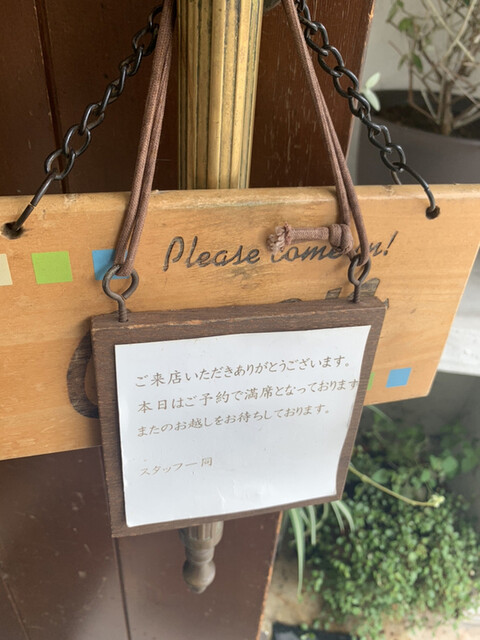 Please come in!
ご来店いただきありがとうございます。
本日はご予約で満席となっております
またのお越しをお待ちしております。
スタッフ一同